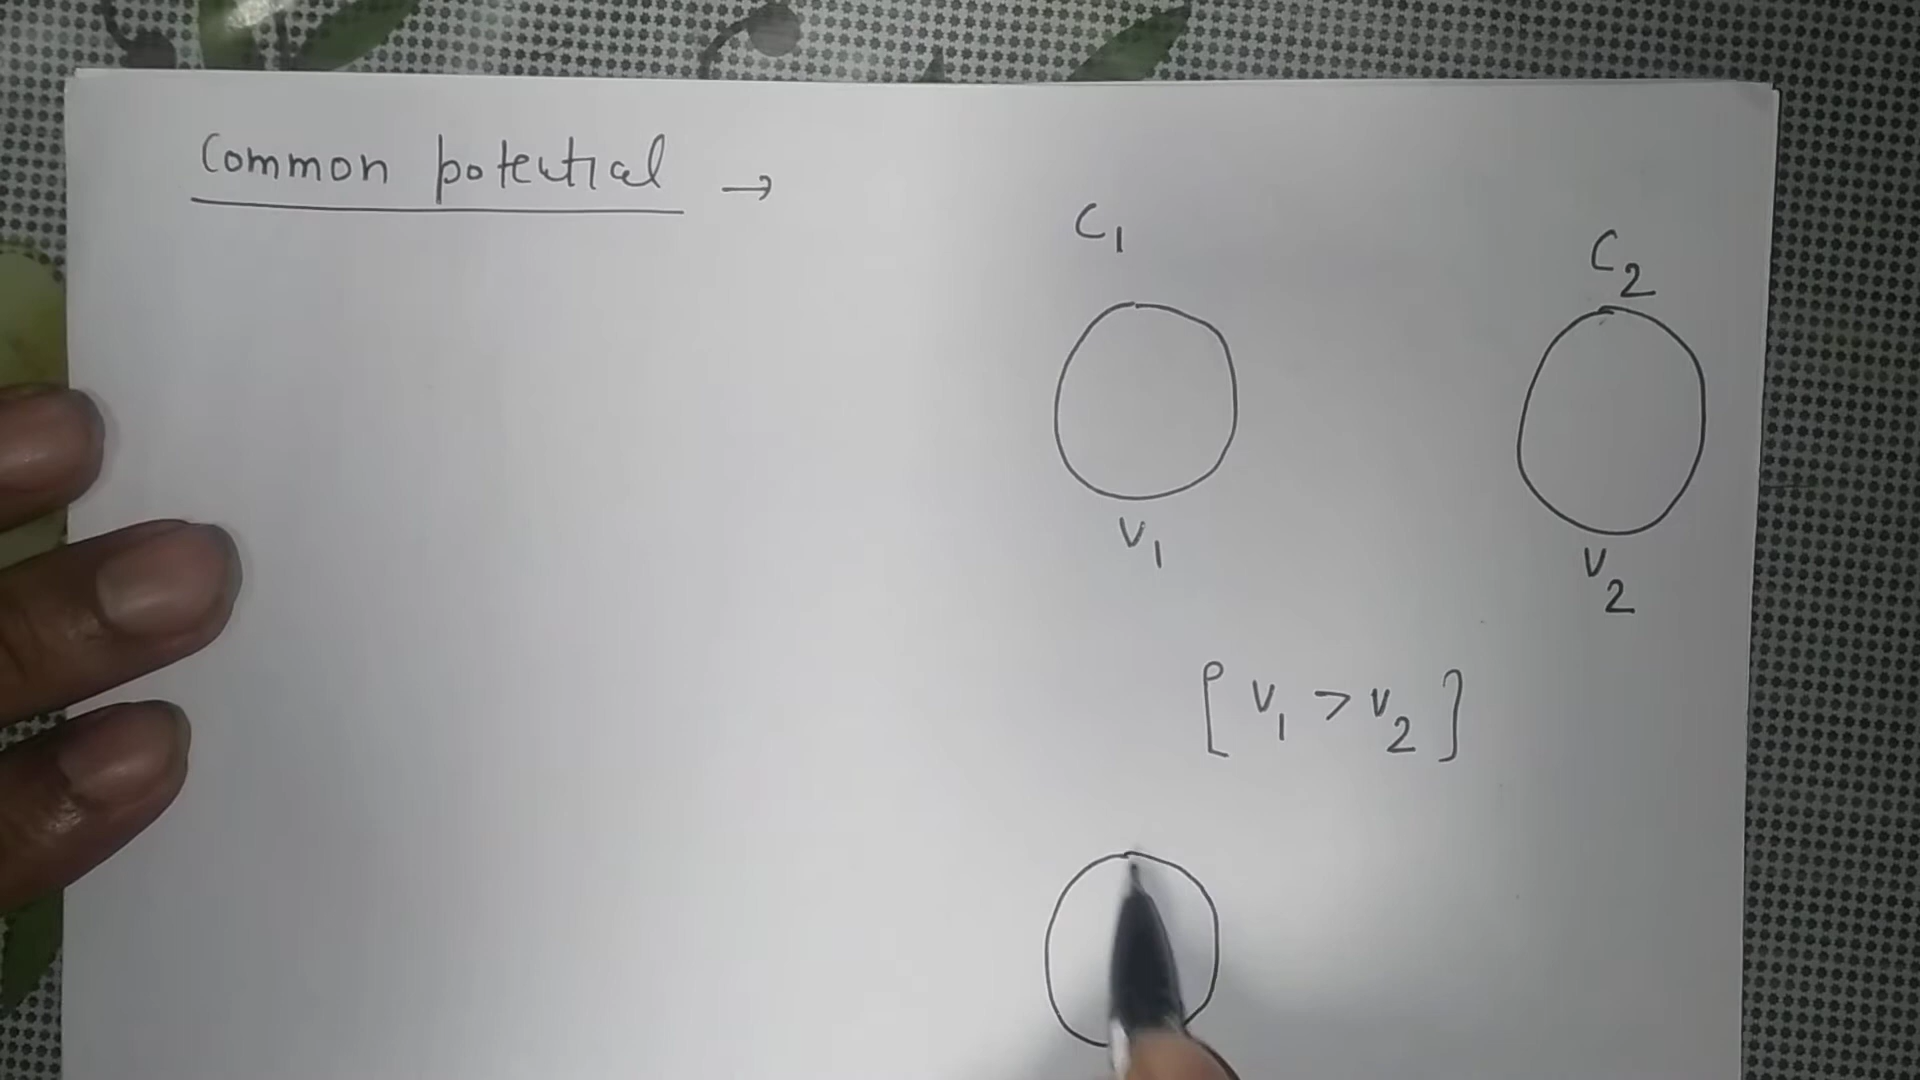 Common potential →
C1
C2
V1
V2
[V1 > V2]